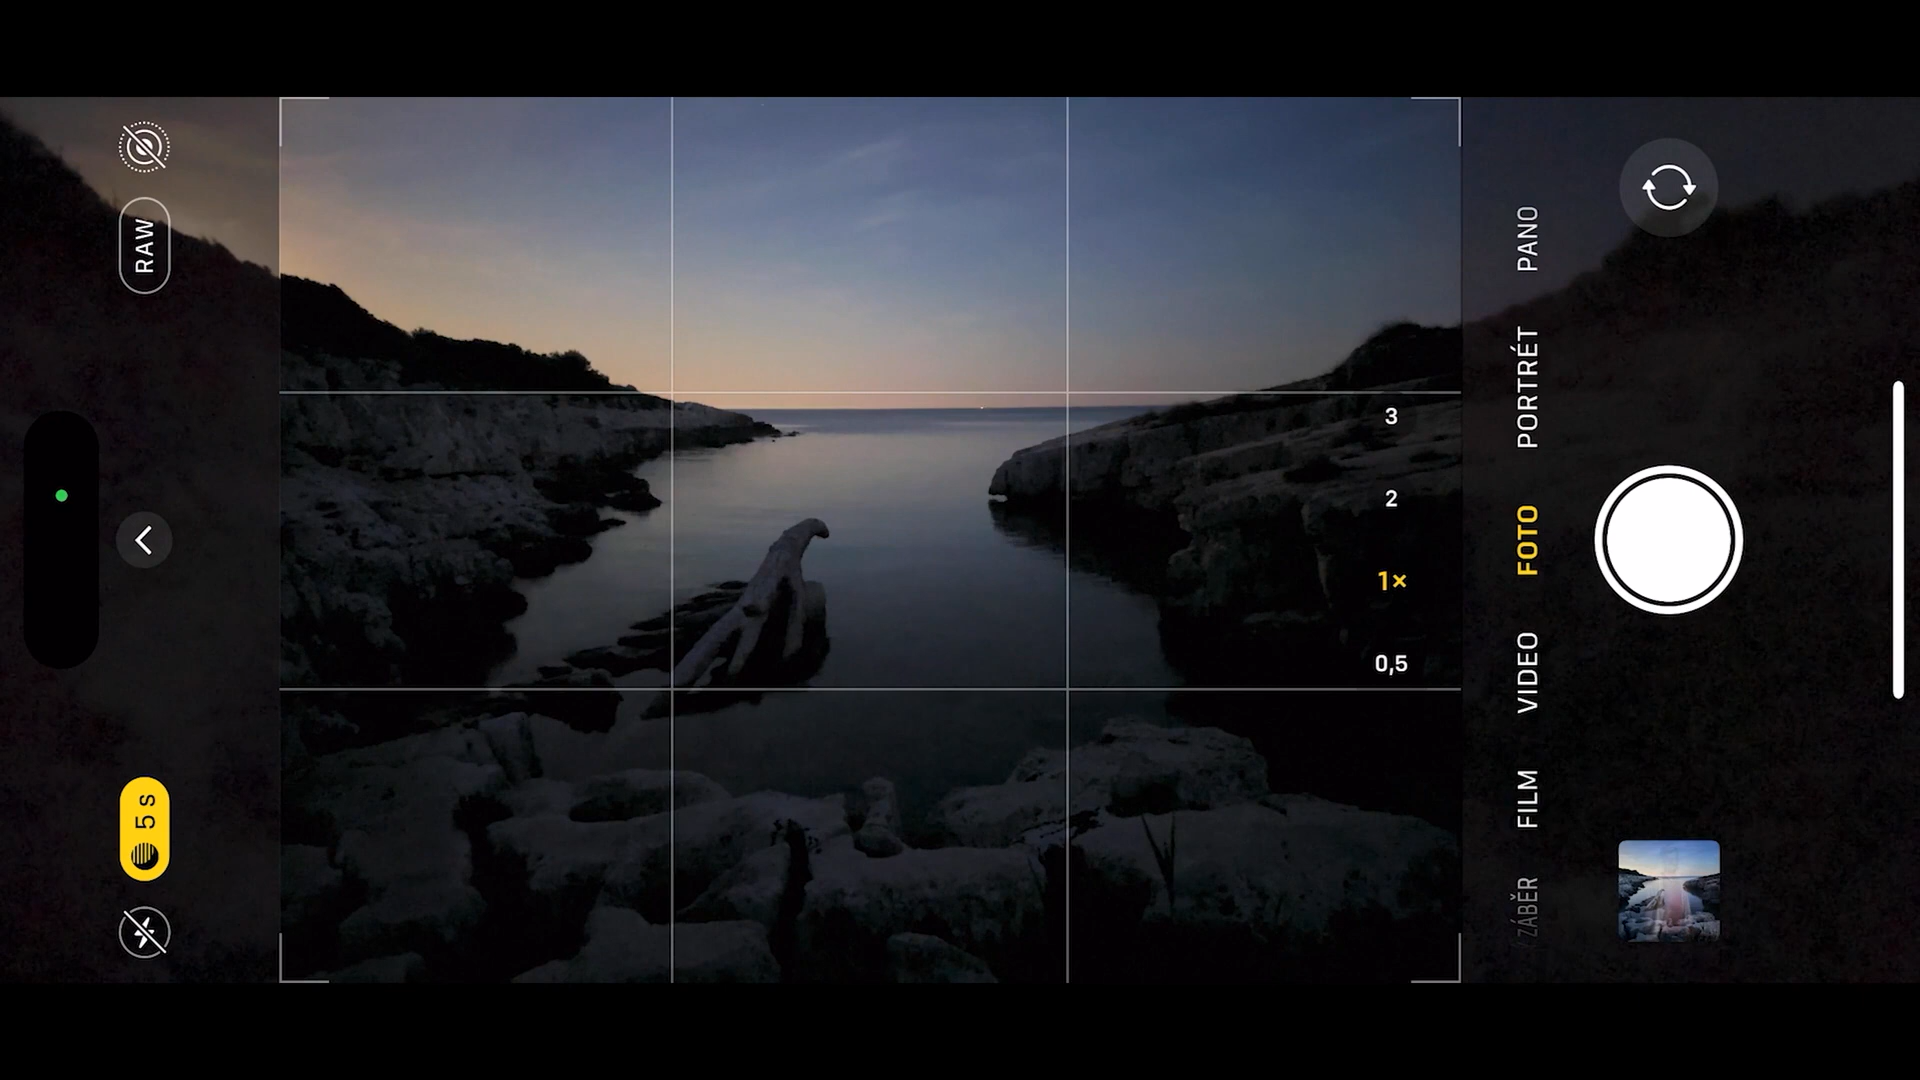 RAW
5 s
3
2
1×
0,5
PANO
PORTRÉT
FOTO
VIDEO
FILM
ZÁBĚR